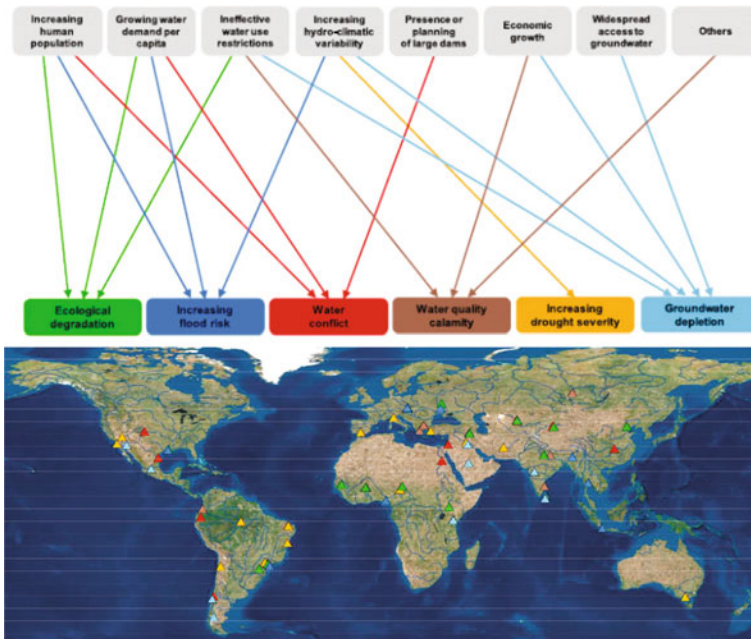 Increasing
human
population
Growing water
demand per
capita
Ineffective
water use
restrictions
Increasing
hydro-climatic
variability
Presence or
planning
of large dams
Economic
growth
Widespread
access to
groundwater
Others
Ecological
degradation
Increasing
flood risk
Water
conflict
Water quality
calamity
Increasing
drought severity
Groundwater
depletion